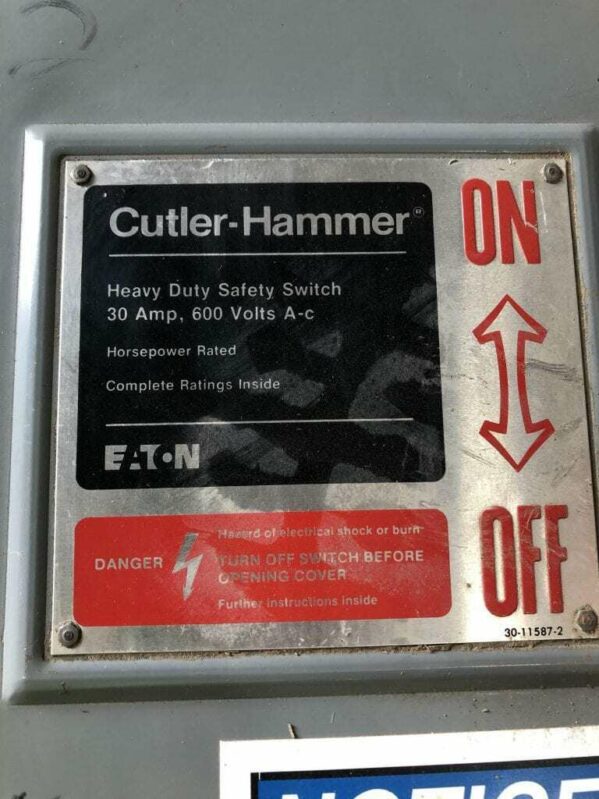 Cutler-Hammer®
Heavy Duty Safety Switch
30 Amp, 600 Volts A-c
Horsepower Rated
Complete Ratings Inside
EATON
ON
OFF
DANGER
Hazard of electrical shock or burn
TURN OFF SWITCH BEFORE
OPENING COVER
Further instructions inside
30-11587-2
NOTICE